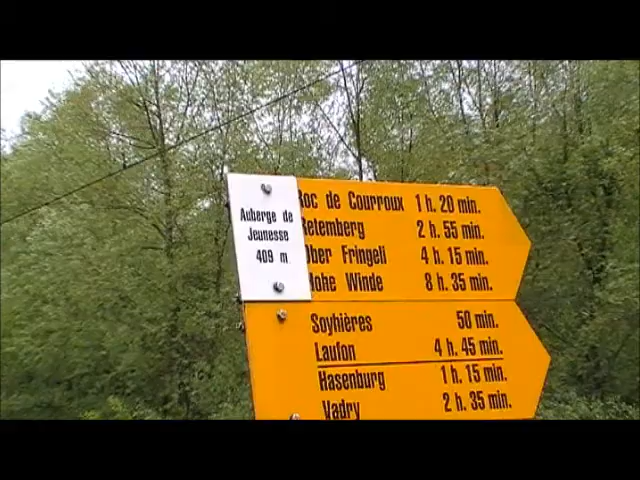 Auberge de
Jeunesse
409 m
Roc de Courroux 1 h. 20 min.
Retemberg 2 h. 55 min.
Ober Fringeli 4 h. 15 min.
Hohe Winde 8 h. 35 min.
Soyhières 50 min.
Laufon 4 h. 45 min.
Hasenburg 1 h. 15 min.
Vadry 2 h. 35 min.